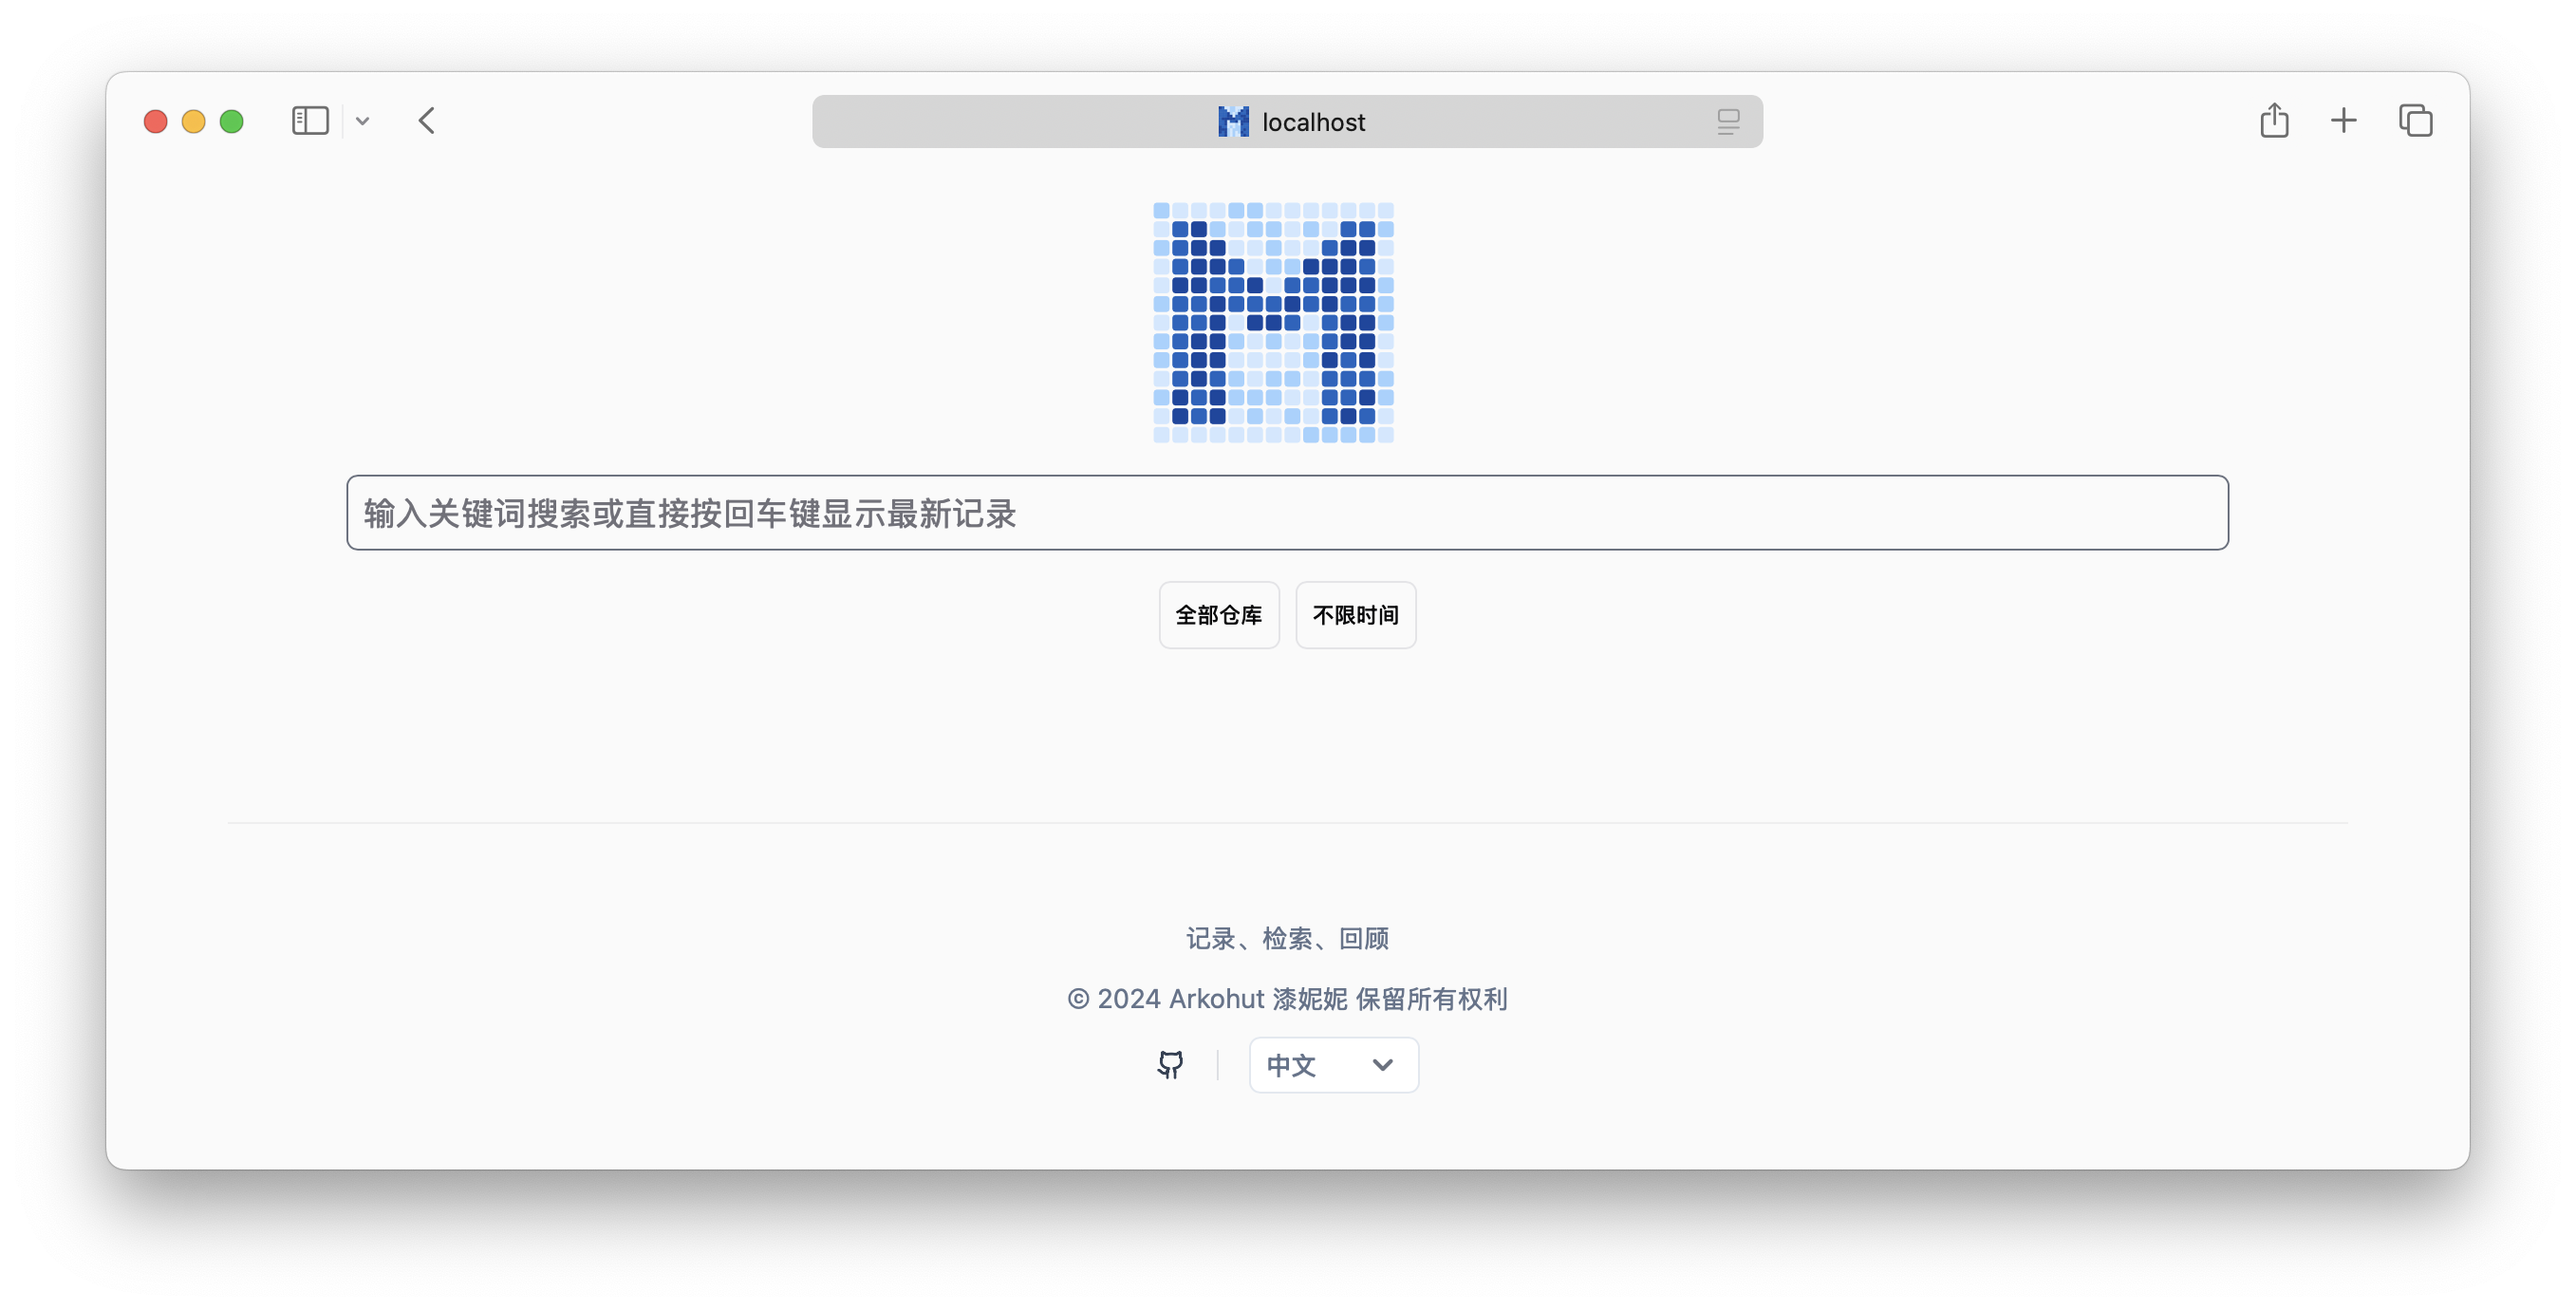 localhost
输入关键词搜索或直接按回车键显示最新记录
全部仓库 不限时间
记录、检索、回顾
© 2024 Arkohut 漆妮妮 保留所有权利
中文